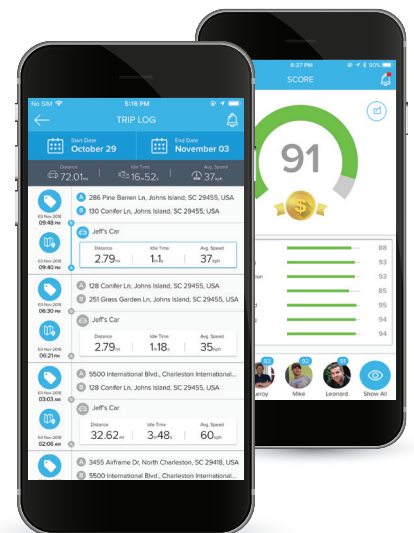 No SIM 5:16 PM
TRIP LOG
Start Date
October 29
End Date
November 03
Distance
72.01mi
Idle Time
16m52s
Avg. Speed
37mph
A 286 Pine Barren Ln, Johns Island, SC 29455, USA
B 130 Conifer Ln, Johns Island, SC 29455, USA
03-Nov-2018
09:48 PM
B
Jeff's Car
Distance Idle Time Avg. Speed
2.79mi 1m1s 37mph
03-Nov-2018
09:40 PM
A
A 128 Conifer Ln, Johns Island, SC 29455, USA
B 251 Grass Garden Ln, Johns Island, SC 29455, USA
03-Nov-2018
06:30 PM
B
Jeff's Car
Distance Idle Time Avg. Speed
2.79mi 1m18s 35mph
03-Nov-2018
06:21 PM
A
A 5500 International Blvd., Charleston International...
B 128 Conifer Ln, Johns Island, SC 29455, USA
03-Nov-2018
03:03 AM
B
Jeff's Car
Distance Idle Time Avg. Speed
32.62mi 3m48s 60mph
03-Nov-2018
02:06 AM
A
A 3455 Airframe Dr, North Charleston, SC 29418, USA
B 5500 International Blvd., Charleston International...
6:27 PM 90%
SCORE
91
$
88
93
93
85
95
94
94
93 92 91
Mike Leonard Show All